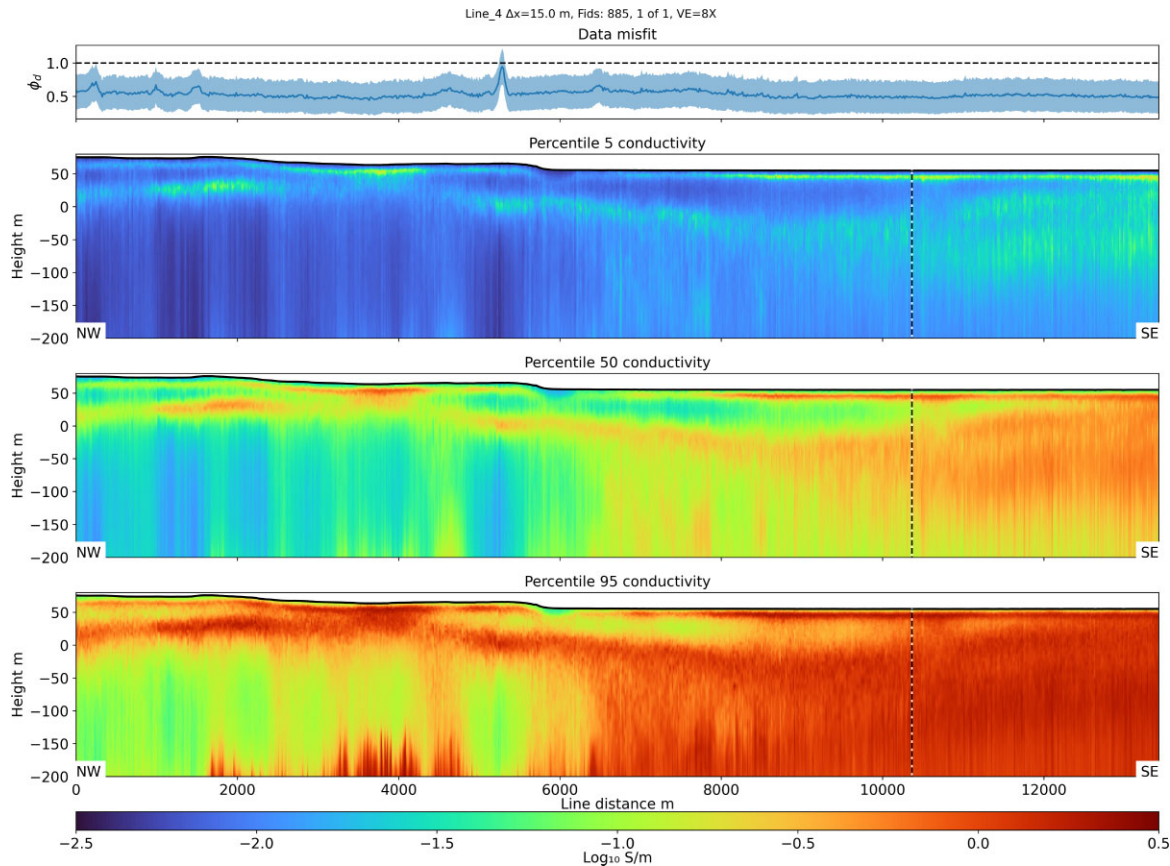 Line_4 Δx=15.0 m, Fids: 885, 1 of 1, VE=8X
Data misfit
1.0
0.5
ϕd
Percentile 5 conductivity
50
0
−50
−100
−150
−200
Height m
NW
SE
Percentile 50 conductivity
50
0
−50
−100
−150
−200
Height m
NW
SE
Percentile 95 conductivity
50
0
−50
−100
−150
−200
Height m
NW
SE
0 2000 4000 6000 8000 10000 12000
Line distance m
−2.5 −2.0 −1.5 −1.0 −0.5 0.0 0.5
Log₁₀ S/m